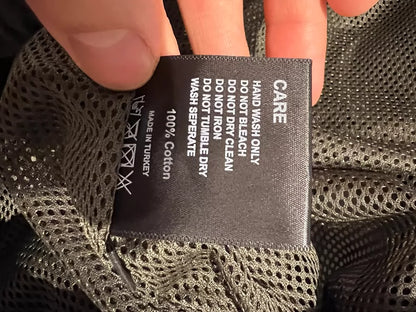 CARE
HAND WASH ONLY
DO NOT BLEACH
DO NOT DRY CLEAN
DO NOT IRON
DO NOT TUMBLE DRY
WASH SEPERATE
100% Cotton
MADE IN TURKEY